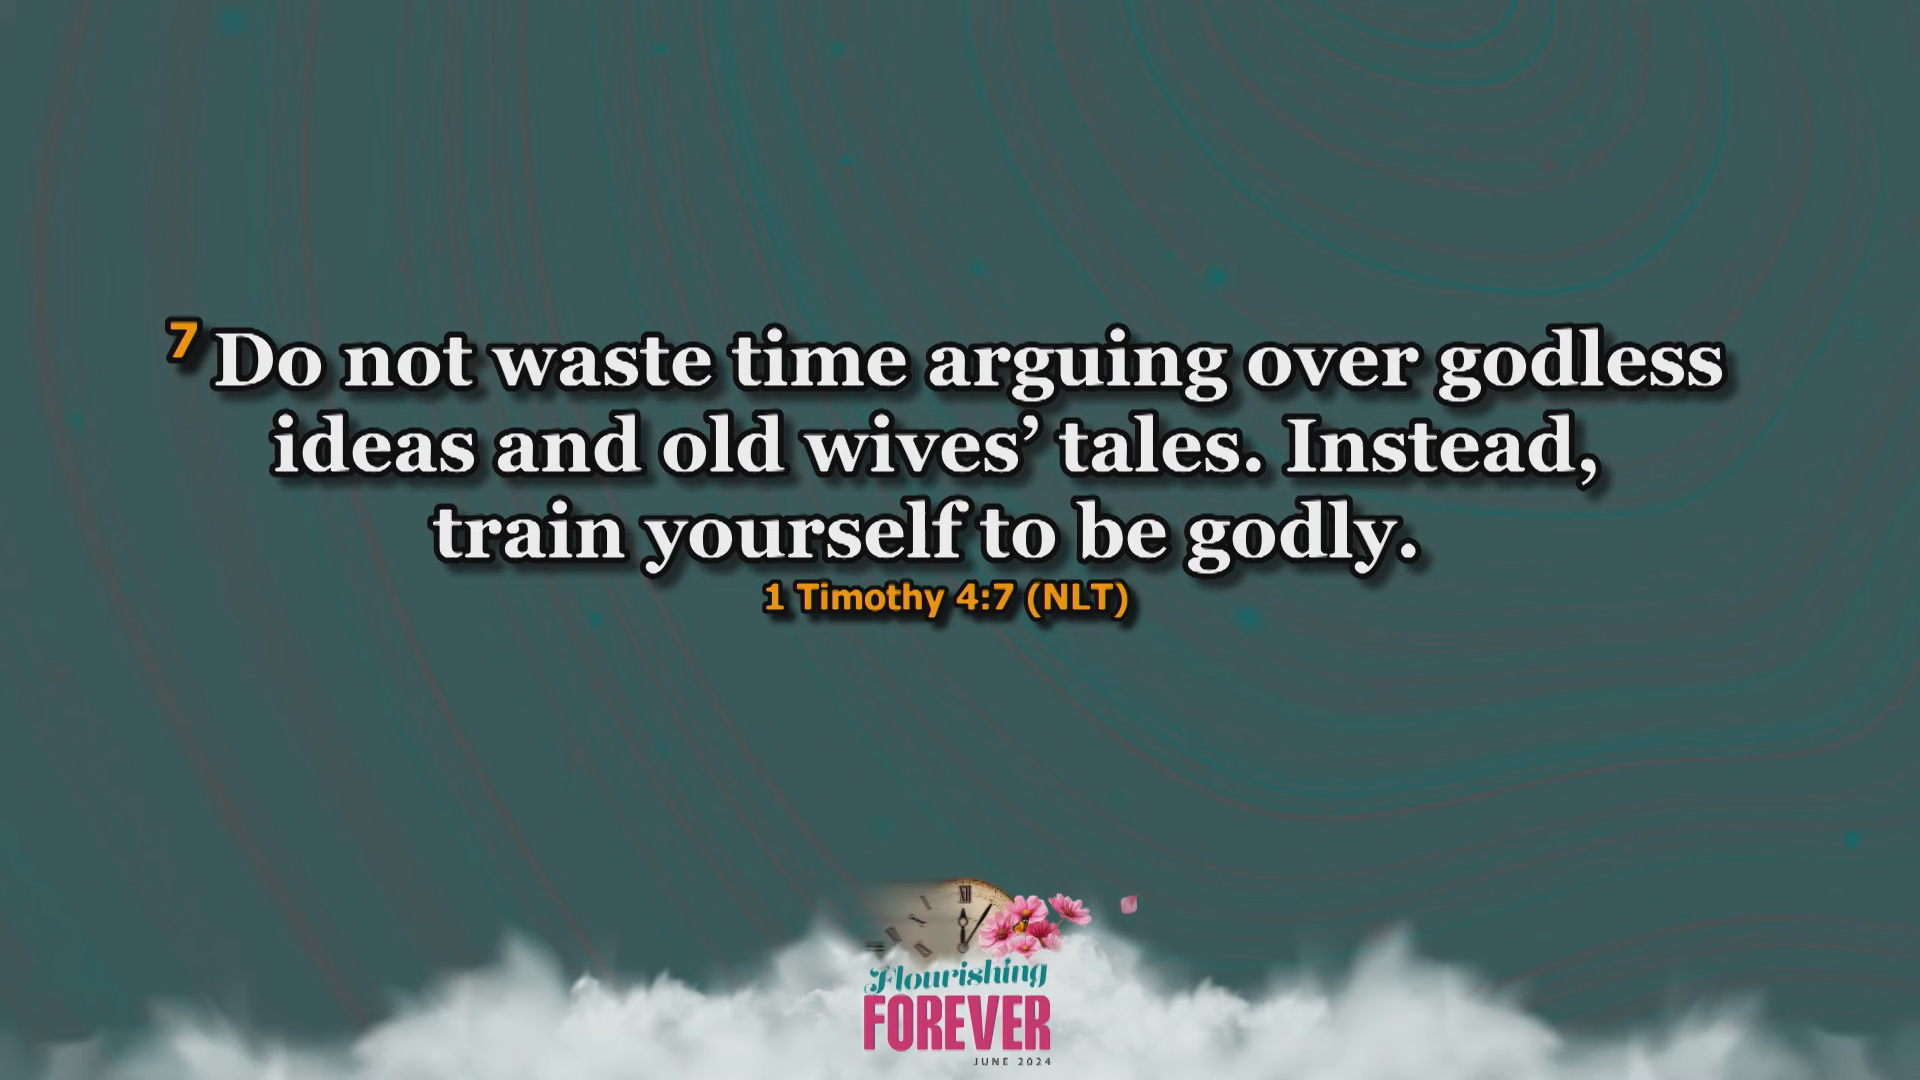 7 Do not waste time arguing over godless
ideas and old wives’ tales. Instead,
train yourself to be godly.
1 Timothy 4:7 (NLT)
XII
Flourishing
FOREVER
JUNE 2024